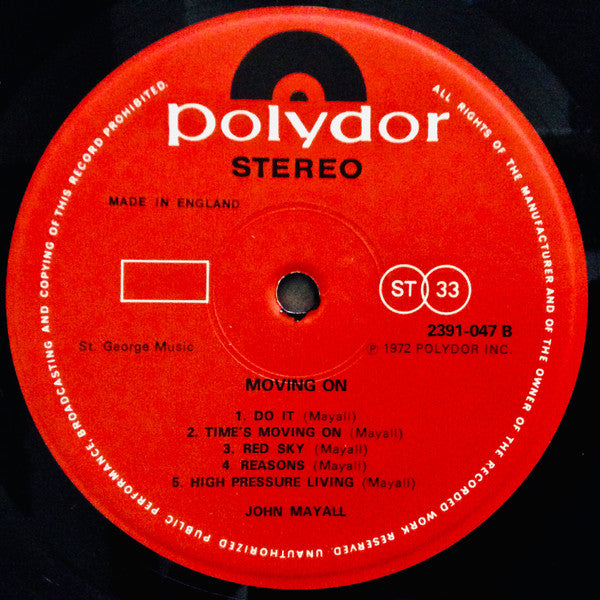 polydor
STEREO
MADE IN ENGLAND
ST 33
2391-047 B
St. George Music
℗ 1972 POLYDOR INC.
MOVING ON
1. DO IT (Mayall)
2. TIME'S MOVING ON (Mayall)
3. RED SKY (Mayall)
4. REASONS (Mayall)
5. HIGH PRESSURE LIVING (Mayall)
JOHN MAYALL
ALL RIGHTS OF THE MANUFACTURER AND OF THE OWNER OF THE RECORDED WORK RESERVED. UNAUTHORIZED PUBLIC PERFORMANCE, BROADCASTING AND COPYING OF THIS RECORD PROHIBITED.